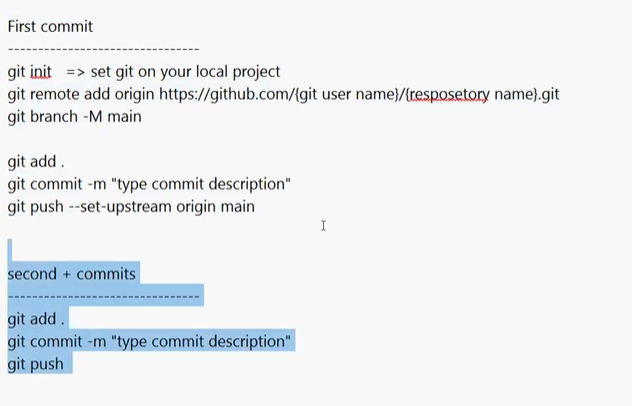 First commit
--------------------------------
git init   => set git on your local project
git remote add origin https://github.com/{git user name}/{resposetory name}.git
git branch -M main
git add .
git commit -m "type commit description"
git push --set-upstream origin main
second + commits
--------------------------------
git add .
git commit -m "type commit description"
git push